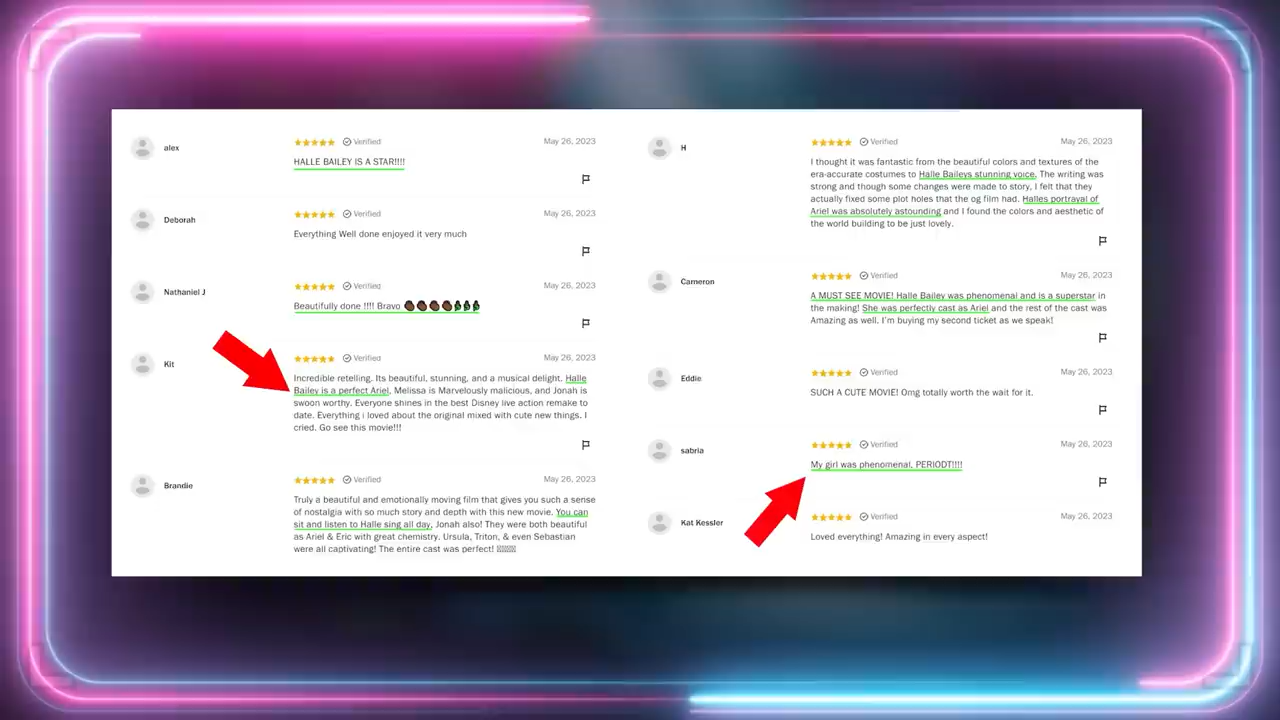 alex
Verified
May 26, 2023
HALLE BAILEY IS A STAR!!!!
Deborah
Verified
May 26, 2023
Everything Well done enjoyed it very much
Nathaniel J
Verified
May 26, 2023
Beautifully done !!!! Bravo
Kit
Verified
May 26, 2023
Incredible retelling. Its beautiful, stunning, and a musical delight. Halle
Bailey is a perfect Ariel, Melissa is Marvelously malicious, and Jonah is
swoon worthy. Everyone shines in the best Disney live action remake to
date. Everything i loved about the original mixed with cute new things. I
cried. Go see this movie!!!
Brandie
Verified
May 26, 2023
Truly a beautiful and emotionally moving film that gives you such a sense
of nostalgia with so much story and depth with this new movie. You can
sit and listen to Halle sing all day, Jonah also! They were both beautiful
as Ariel & Eric with great chemistry. Ursula, Triton, & even Sebastian
were all captivating! The entire cast was perfect!
H
Verified
May 26, 2023
I thought it was fantastic from the beautiful colors and textures of the
era-accurate costumes to Halle Baileys stunning voice. The writing was
strong and though some changes were made to story, I felt that they
actually fixed some plot holes that the og film had. Halles portrayal of
Ariel was absolutely astounding and I found the colors and aesthetic of
the world building to be just lovely.
Cameron
Verified
May 26, 2023
A MUST SEE MOVIE! Halle Bailey was phenomenal and is a superstar in
the making! She was perfectly cast as Ariel and the rest of the cast was
Amazing as well. I'm buying my second ticket as we speak!
Eddie
Verified
May 26, 2023
SUCH A CUTE MOVIE! Omg totally worth the wait for it.
sabria
Verified
May 26, 2023
My girl was phenomenal, PERIODT!!!!
Kat Kessler
Verified
May 26, 2023
Loved everything! Amazing in every aspect!